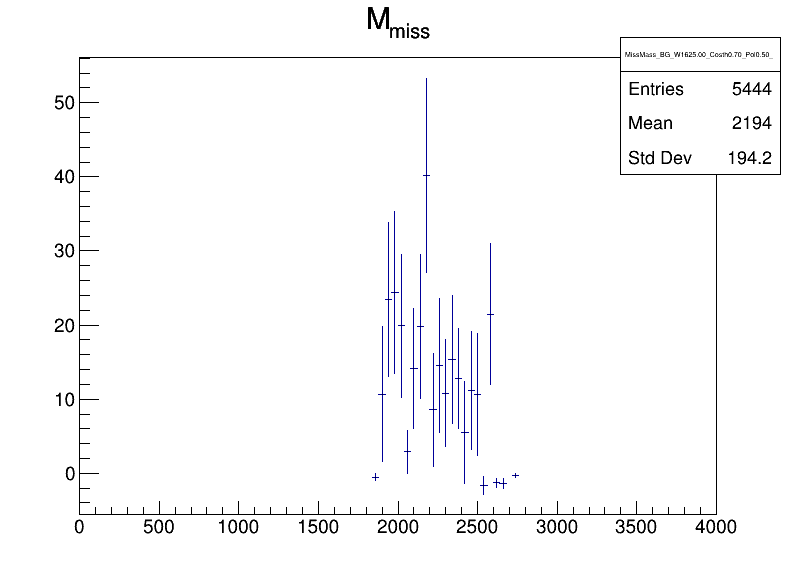 M_miss
MissMass_BG_W1625.00_Costh0.70_Pol0.50_
Entries 5444
Mean 2194
Std Dev 194.2
50
40
30
20
10
0
0 500 1000 1500 2000 2500 3000 3500 4000